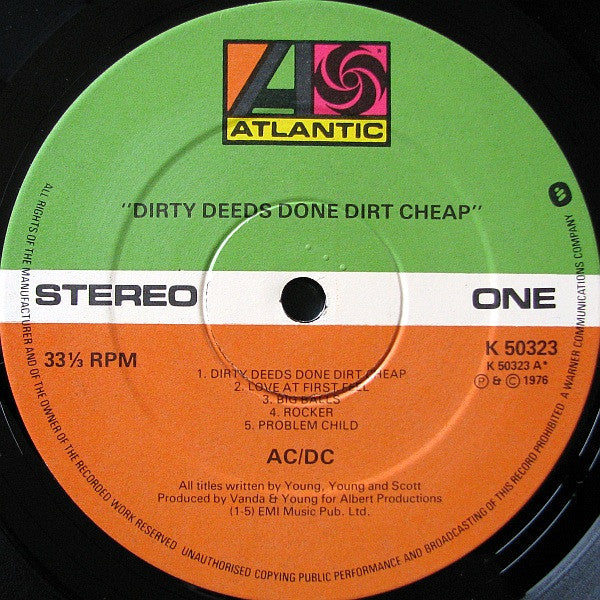 ATLANTIC
"DIRTY DEEDS DONE DIRT CHEAP"
STEREO
ONE
33⅓ RPM
K 50323
K 50323 A*
Ⓟ & © 1976
1. DIRTY DEEDS DONE DIRT CHEAP
2. LOVE AT FIRST FEEL
3. BIG BALLS
4. ROCKER
5. PROBLEM CHILD
AC/DC
All titles written by Young, Young and Scott
Produced by Vanda & Young for Albert Productions
(1-5) EMI Music Pub. Ltd.
ALL RIGHTS OF THE MANUFACTURER AND OF THE OWNER OF THE RECORDED WORK RESERVED UNAUTHORISED COPYING PUBLIC PERFORMANCE AND BROADCASTING OF THIS RECORD PROHIBITED A WARNER COMMUNICATIONS COMPANY